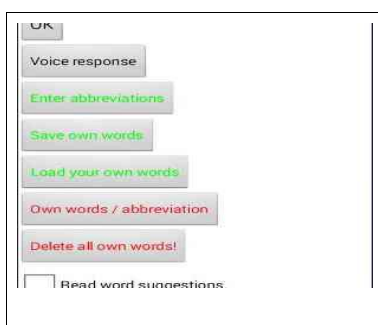 OK
Voice response
Enter abbreviations
Save own words
Load your own words
Own words / abbreviation
Delete all own words!
Read word suggestions